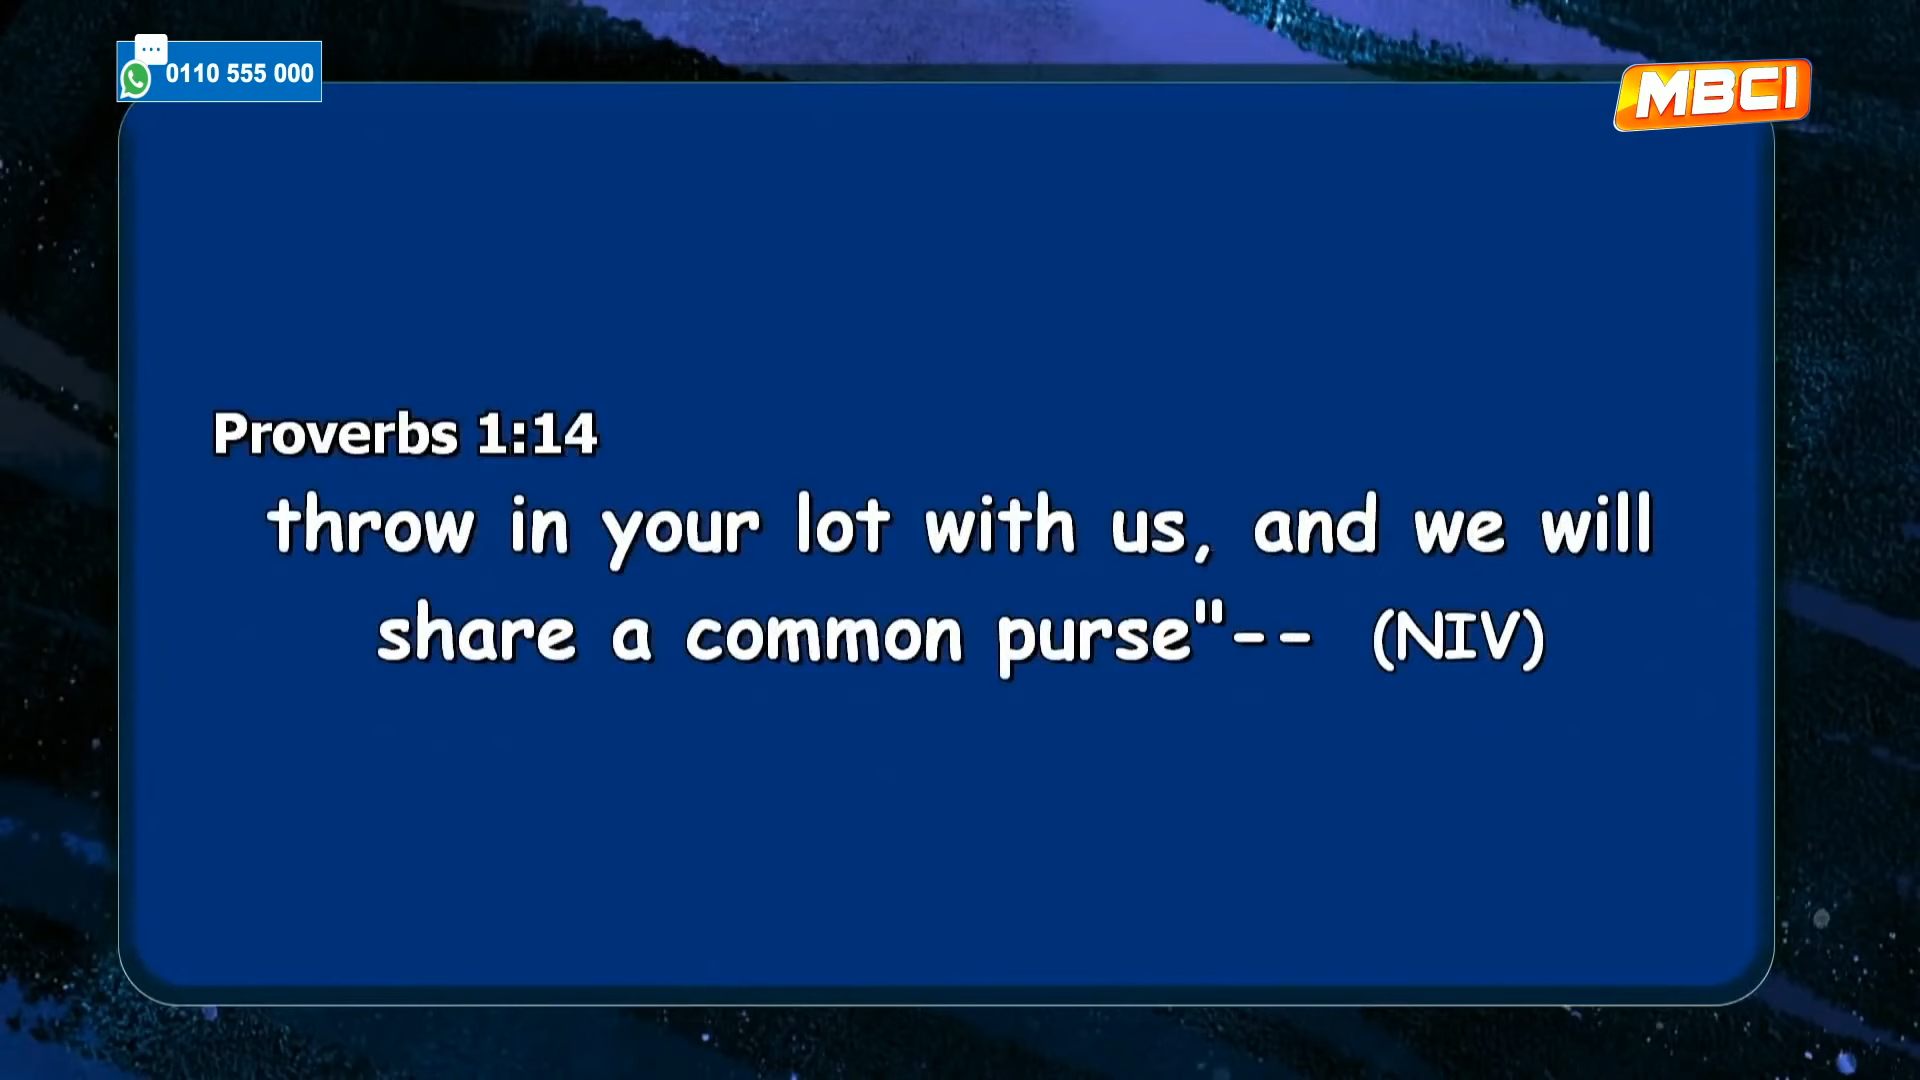 0110 555 000
MBCI
Proverbs 1:14
throw in your lot with us, and we will
share a common purse"-- (NIV)